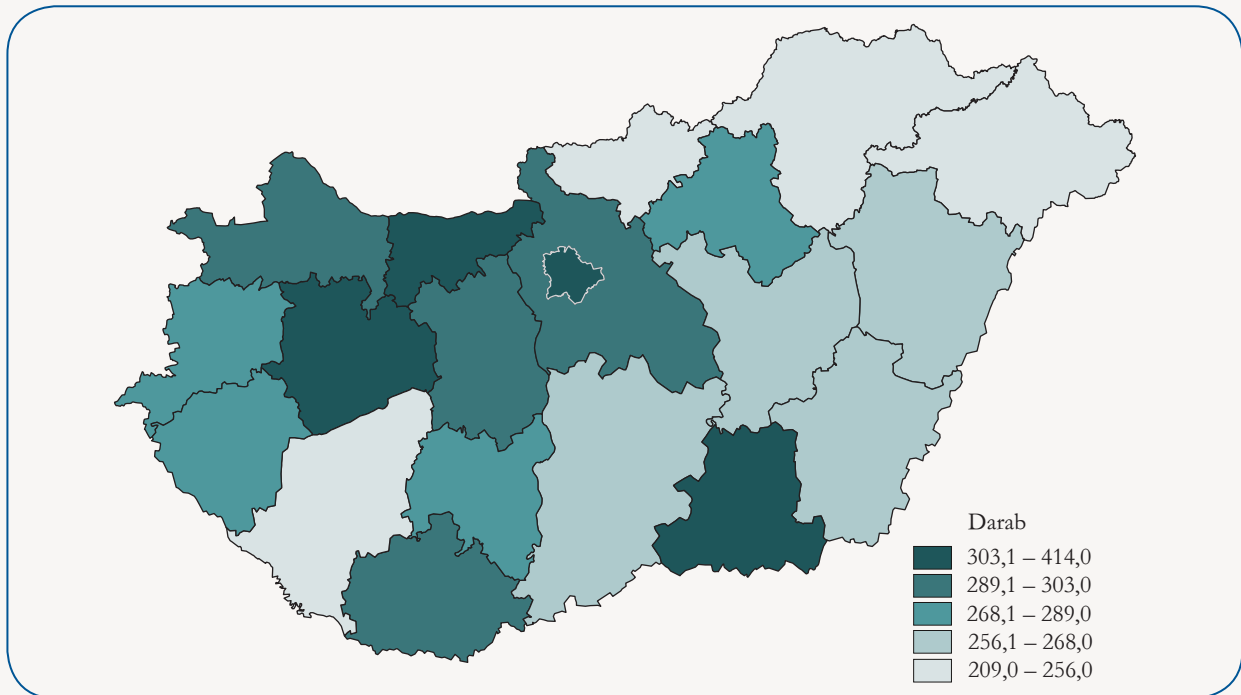 Darab
303,1 – 414,0
289,1 – 303,0
268,1 – 289,0
256,1 – 268,0
209,0 – 256,0